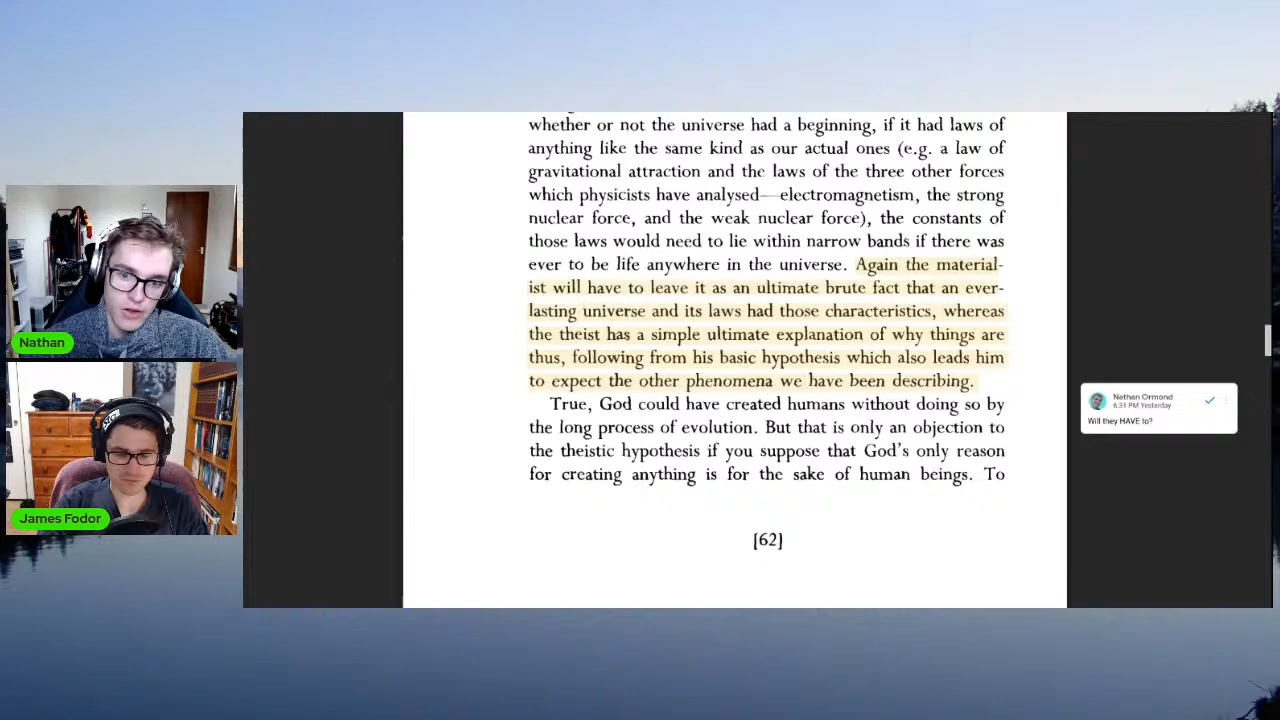 whether or not the universe had a beginning, if it had laws of
anything like the same kind as our actual ones (e.g. a law of
gravitational attraction and the laws of the three other forces
which physicists have analysed—electromagnetism, the strong
nuclear force, and the weak nuclear force), the constants of
those laws would need to lie within narrow bands if there was
ever to be life anywhere in the universe. Again the material-
ist will have to leave it as an ultimate brute fact that an ever-
lasting universe and its laws had those characteristics, whereas
the theist has a simple ultimate explanation of why things are
thus, following from his basic hypothesis which also leads him
to expect the other phenomena we have been describing.
True, God could have created humans without doing so by
the long process of evolution. But that is only an objection to
the theistic hypothesis if you suppose that God's only reason
for creating anything is for the sake of human beings. To
[62]
Nathan Ormond
6:31 PM Yesterday
Will they HAVE to?
Nathan
James Fodor